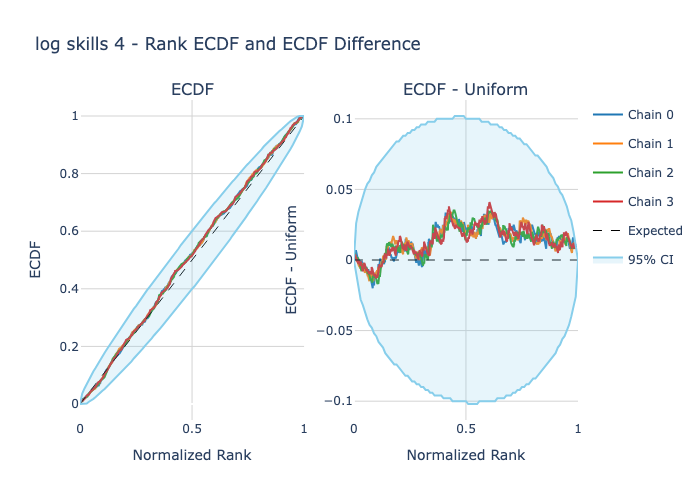 log skills 4 - Rank ECDF and ECDF Difference
ECDF
ECDF - Uniform
1
0.8
0.6
0.4
0.2
0
ECDF
0
0.5
1
Normalized Rank
0.1
0.05
0
−0.05
−0.1
ECDF - Uniform
0
0.5
1
Normalized Rank
Chain 0
Chain 1
Chain 2
Chain 3
Expected
95% CI